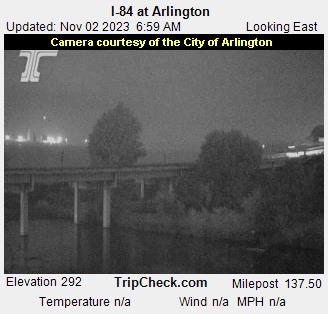 I-84 at Arlington
Updated: Nov 02 2023 6:59 AM Looking East
Camera courtesy of the City of Arlington
Elevation 292 TripCheck.com Milepost 137.50
Temperature n/a Wind n/a MPH n/a